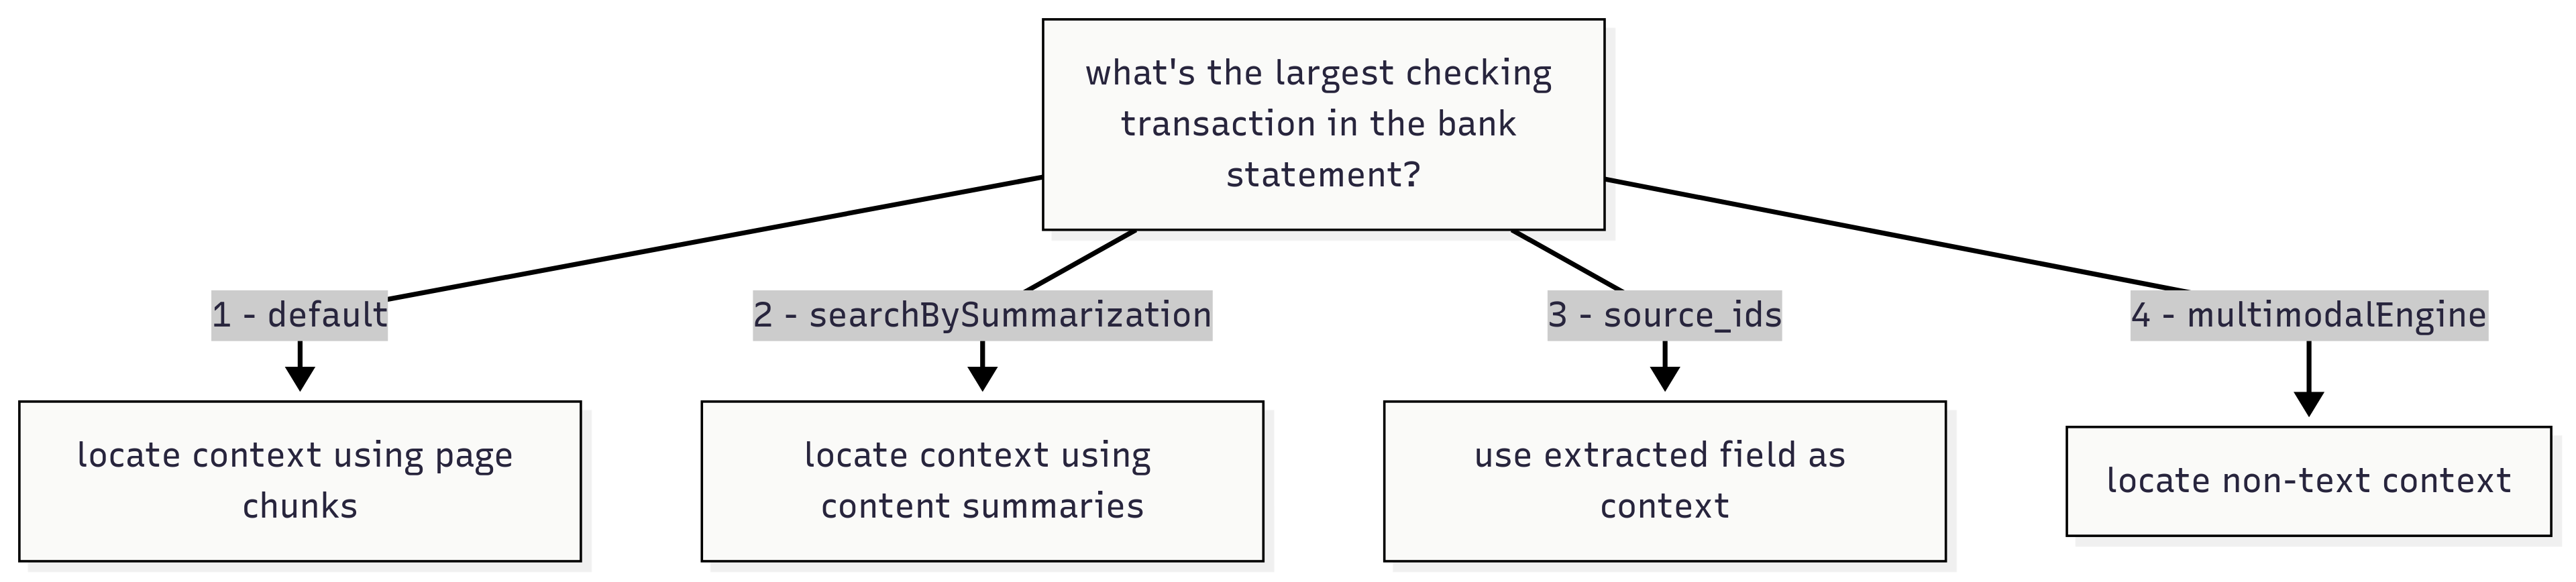 what's the largest checking
transaction in the bank
statement?
1 - default
2 - searchBySummarization
3 - source_ids
4 - multimodalEngine
locate context using page
chunks
locate context using
content summaries
use extracted field as
context
locate non-text context